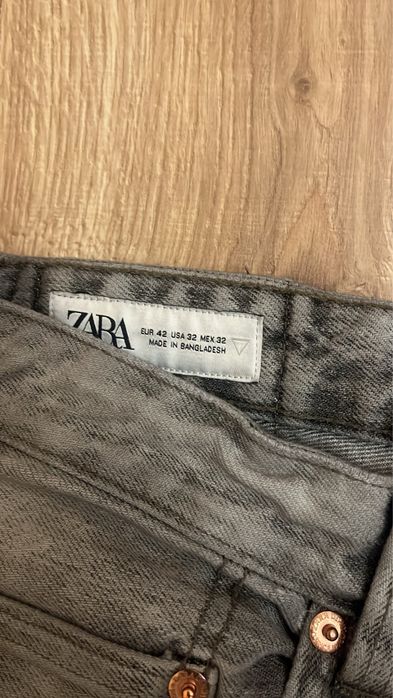 ZARA
EUR 42 USA 32 MEX 32
MADE IN BANGLADESH